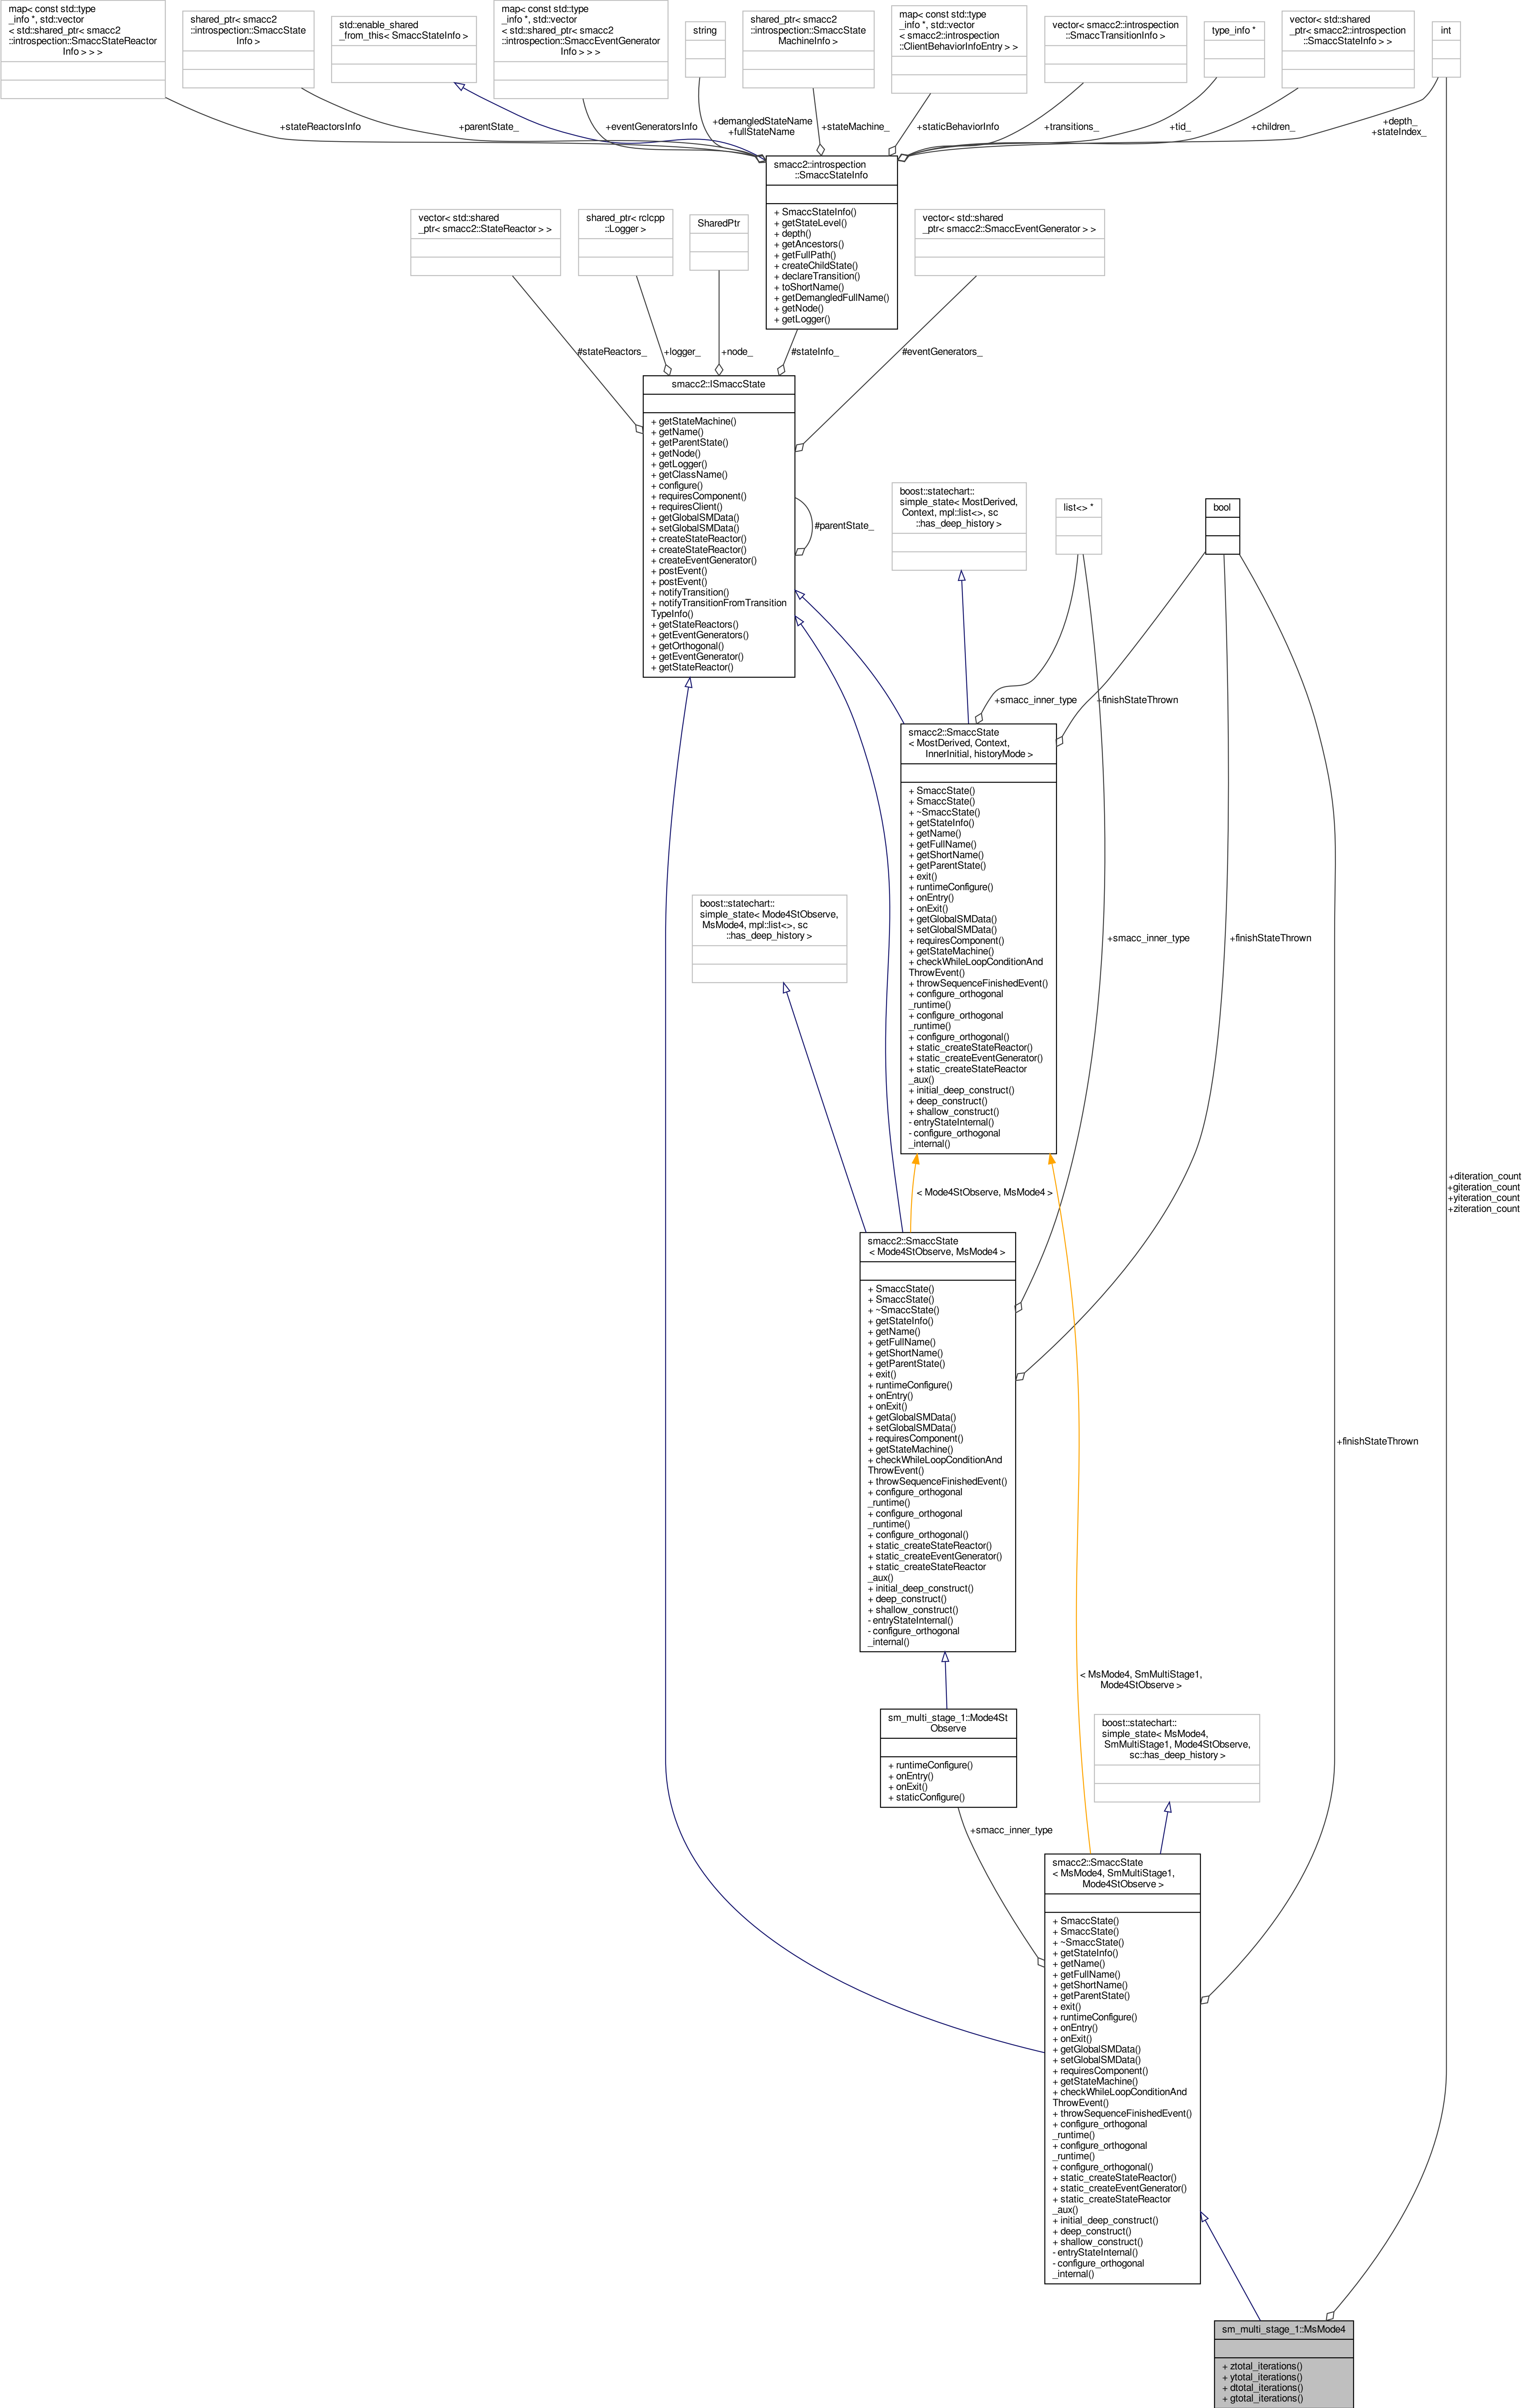 map< const std::type
_info *, std::vector
< std::shared_ptr< smacc2
::introspection::SmaccStateReactor
Info > > >
shared_ptr< smacc2
::introspection::SmaccState
Info >
std::enable_shared
_from_this< SmaccStateInfo >
map< const std::type
_info *, std::vector
< std::shared_ptr< smacc2
::introspection::SmaccEventGenerator
Info > > >
string
shared_ptr< smacc2
::introspection::SmaccState
MachineInfo >
map< const std::type
_info *, std::vector
< smacc2::introspection
::ClientBehaviorInfoEntry > >
vector< smacc2::introspection
::SmaccTransitionInfo >
type_info *
vector< std::shared
_ptr< smacc2::introspection
::SmaccStateInfo > >
int
+stateReactorsInfo
+parentState_
+eventGeneratorsInfo
+demangledStateName
+fullStateName
+stateMachine_
+staticBehaviorInfo
+transitions_
+tid_
+children_
+depth_
+stateIndex_
smacc2::introspection
::SmaccStateInfo
+ SmaccStateInfo()
+ getStateLevel()
+ depth()
+ getAncestors()
+ getFullPath()
+ createChildState()
+ declareTransition()
+ toShortName()
+ getDemangledFullName()
+ getNode()
+ getLogger()
vector< std::shared
_ptr< smacc2::StateReactor > >
shared_ptr< rclcpp
::Logger >
SharedPtr
vector< std::shared
_ptr< smacc2::SmaccEventGenerator > >
#stateReactors_
+logger_
+node_
#stateInfo_
#eventGenerators_
smacc2::ISmaccState
+ getStateMachine()
+ getName()
+ getParentState()
+ getNode()
+ getLogger()
+ getClassName()
+ configure()
+ requiresComponent()
+ requiresClient()
+ getGlobalSMData()
+ setGlobalSMData()
+ createStateReactor()
+ createStateReactor()
+ createEventGenerator()
+ postEvent()
+ postEvent()
+ notifyTransition()
+ notifyTransitionFromTransition
TypeInfo()
+ getStateReactors()
+ getEventGenerators()
+ getOrthogonal()
+ getEventGenerator()
+ getStateReactor()
#parentState_
boost::statechart::
simple_state< MostDerived,
Context, mpl::list<>, sc
::has_deep_history >
list<> *
bool
+smacc_inner_type
+finishStateThrown
smacc2::SmaccState
< MostDerived, Context,
InnerInitial, historyMode >
+ SmaccState()
+ SmaccState()
+ ~SmaccState()
+ getStateInfo()
+ getName()
+ getFullName()
+ getShortName()
+ getParentState()
+ exit()
+ runtimeConfigure()
+ onEntry()
+ onExit()
+ getGlobalSMData()
+ setGlobalSMData()
+ requiresComponent()
+ getStateMachine()
+ checkWhileLoopConditionAnd
ThrowEvent()
+ throwSequenceFinishedEvent()
+ configure_orthogonal
_runtime()
+ configure_orthogonal
_runtime()
+ configure_orthogonal()
+ static_createStateReactor()
+ static_createEventGenerator()
+ static_createStateReactor
_aux()
+ initial_deep_construct()
+ deep_construct()
+ shallow_construct()
- entryStateInternal()
- configure_orthogonal
_internal()
boost::statechart::
simple_state< Mode4StObserve,
MsMode4, mpl::list<>, sc
::has_deep_history >
+smacc_inner_type
+finishStateThrown
< Mode4StObserve, MsMode4 >
+diteration_count
+giteration_count
+yiteration_count
+ziteration_count
smacc2::SmaccState
< Mode4StObserve, MsMode4 >
+ SmaccState()
+ SmaccState()
+ ~SmaccState()
+ getStateInfo()
+ getName()
+ getFullName()
+ getShortName()
+ getParentState()
+ exit()
+ runtimeConfigure()
+ onEntry()
+ onExit()
+ getGlobalSMData()
+ setGlobalSMData()
+ requiresComponent()
+ getStateMachine()
+ checkWhileLoopConditionAnd
ThrowEvent()
+ throwSequenceFinishedEvent()
+ configure_orthogonal
_runtime()
+ configure_orthogonal
_runtime()
+ configure_orthogonal()
+ static_createStateReactor()
+ static_createEventGenerator()
+ static_createStateReactor
_aux()
+ initial_deep_construct()
+ deep_construct()
+ shallow_construct()
- entryStateInternal()
- configure_orthogonal
_internal()
+finishStateThrown
< MsMode4, SmMultiStage1,
Mode4StObserve >
sm_multi_stage_1::Mode4St
Observe
+ runtimeConfigure()
+ onEntry()
+ onExit()
+ staticConfigure()
boost::statechart::
simple_state< MsMode4,
SmMultiStage1, Mode4StObserve,
sc::has_deep_history >
+smacc_inner_type
smacc2::SmaccState
< MsMode4, SmMultiStage1,
Mode4StObserve >
+ SmaccState()
+ SmaccState()
+ ~SmaccState()
+ getStateInfo()
+ getName()
+ getFullName()
+ getShortName()
+ getParentState()
+ exit()
+ runtimeConfigure()
+ onEntry()
+ onExit()
+ getGlobalSMData()
+ setGlobalSMData()
+ requiresComponent()
+ getStateMachine()
+ checkWhileLoopConditionAnd
ThrowEvent()
+ throwSequenceFinishedEvent()
+ configure_orthogonal
_runtime()
+ configure_orthogonal
_runtime()
+ configure_orthogonal()
+ static_createStateReactor()
+ static_createEventGenerator()
+ static_createStateReactor
_aux()
+ initial_deep_construct()
+ deep_construct()
+ shallow_construct()
- entryStateInternal()
- configure_orthogonal
_internal()
sm_multi_stage_1::MsMode4
+ ztotal_iterations()
+ ytotal_iterations()
+ dtotal_iterations()
+ gtotal_iterations()